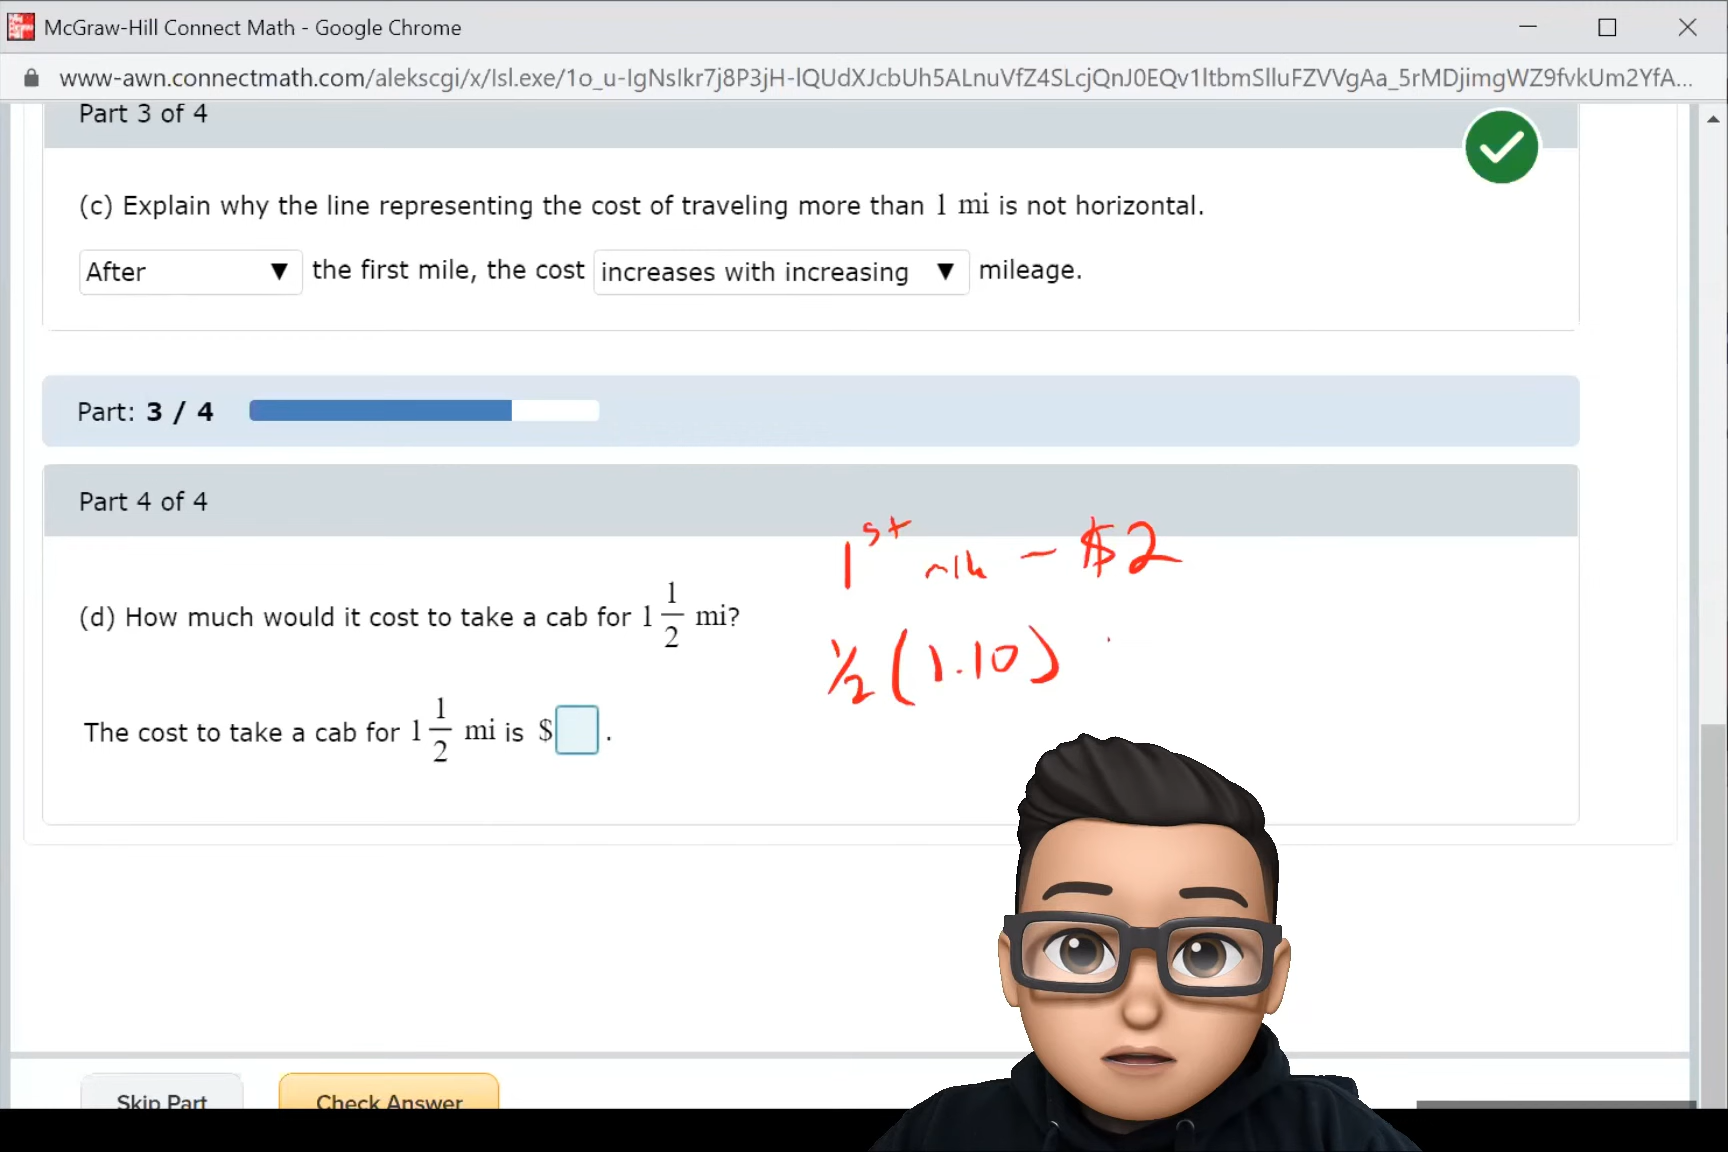 McGraw-Hill Connect Math - Google Chrome
www-awn.connectmath.com/alekscgi/x/Isl.exe/1o_u-IgNsIkr7j8P3jH-lQUdXJcbUh5ALnuVfZ4SLcjQnJ0EQv1ltbmSlluFZVVgAa_5rMDjimgWZ9fvkUm2YfA...
Part 3 of 4
(c) Explain why the line representing the cost of traveling more than 1 mi is not horizontal.
After ▼ the first mile, the cost increases with increasing ▼ mileage.
Part: 3 / 4
Part 4 of 4
1st mile - $2
(d) How much would it cost to take a cab for 1 1/2 mi?
1/2 (1.10)
The cost to take a cab for 1 1/2 mi is $ .
Skip Part Check Answer